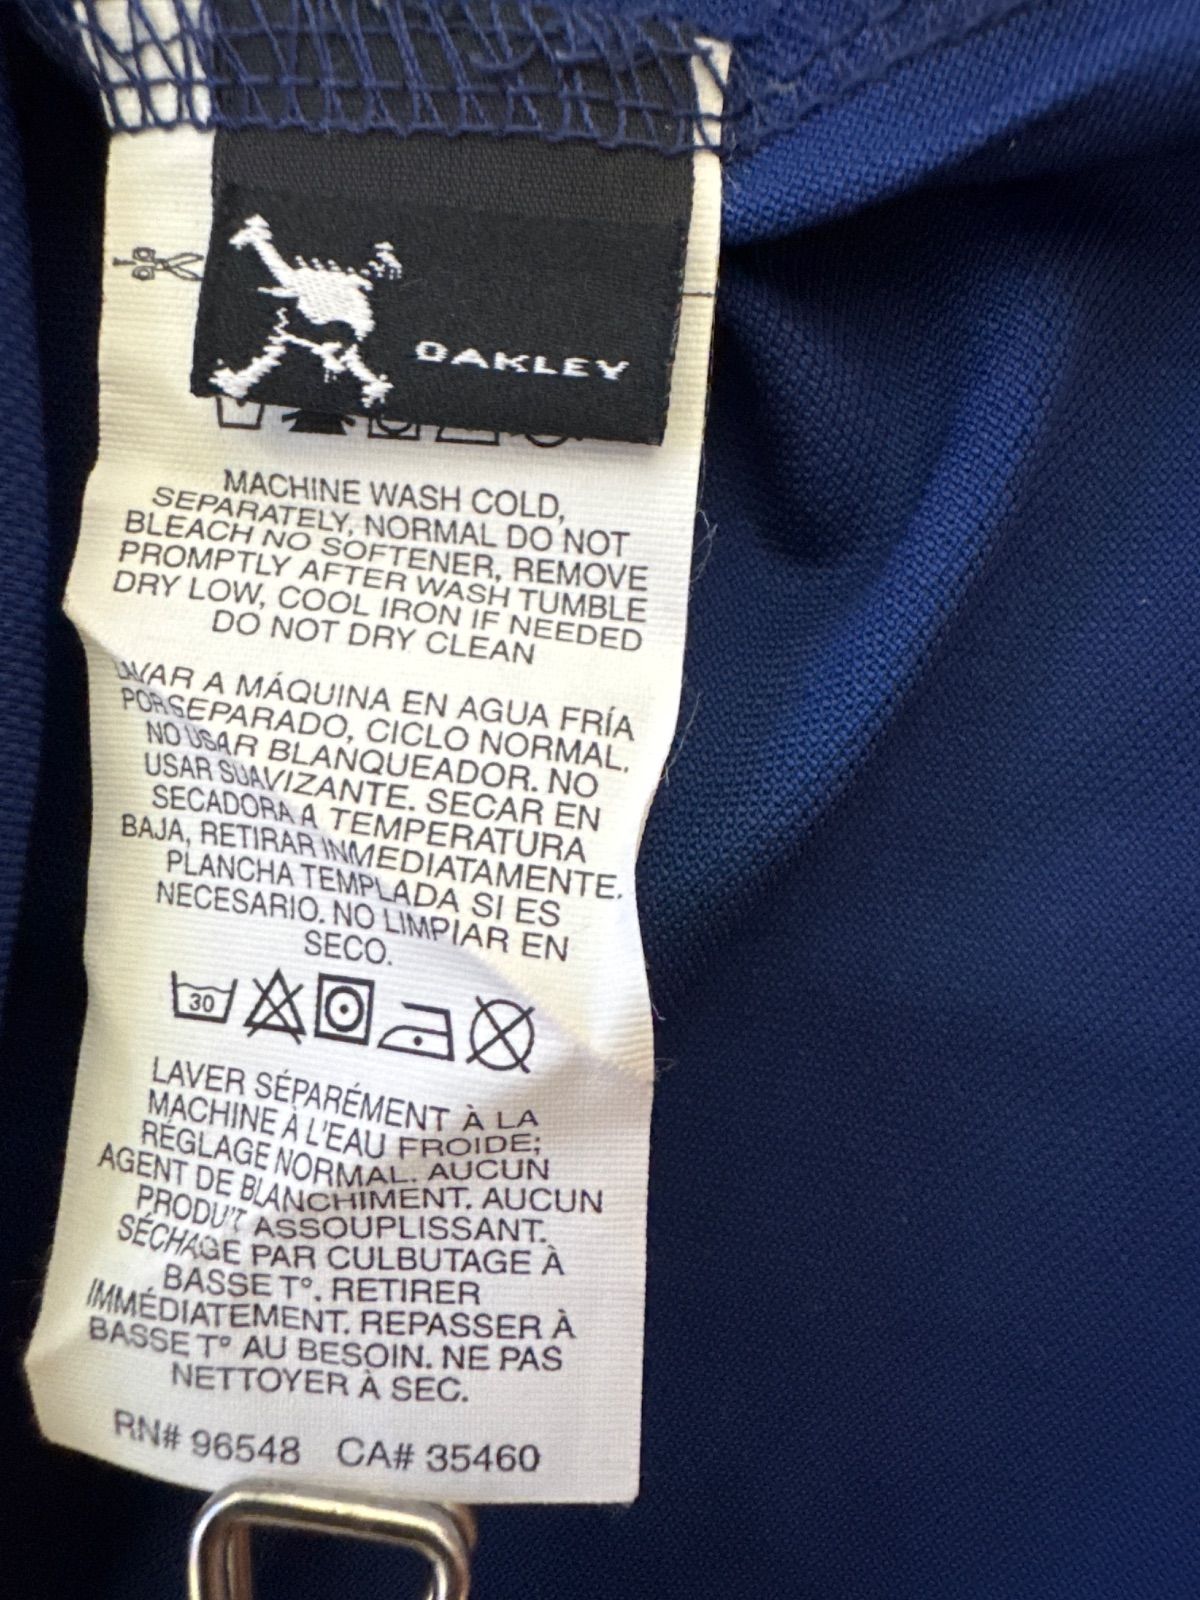 OAKLEY
MACHINE WASH COLD,
SEPARATELY, NORMAL DO NOT
BLEACH NO SOFTENER, REMOVE
PROMPTLY AFTER WASH TUMBLE
DRY LOW, COOL IRON IF NEEDED
DO NOT DRY CLEAN
LAVAR A MÁQUINA EN AGUA FRÍA
POR SEPARADO, CICLO NORMAL.
NO USAR BLANQUEADOR. NO
USAR SUAVIZANTE. SECAR EN
SECADORA A TEMPERATURA
BAJA, RETIRAR INMEDIATAMENTE.
PLANCHA TEMPLADA SI ES
NECESARIO. NO LIMPIAR EN
SECO.
30
LAVER SÉPARÉMENT À LA
MACHINE À L'EAU FROIDE;
RÉGLAGE NORMAL. AUCUN
AGENT DE BLANCHIMENT. AUCUN
PRODUIT ASSOUPLISSANT.
SÉCHAGE PAR CULBUTAGE À
BASSE T°. RETIRER
IMMÉDIATEMENT. REPASSER À
BASSE T° AU BESOIN. NE PAS
NETTOYER À SEC.
RN# 96548 CA# 35460